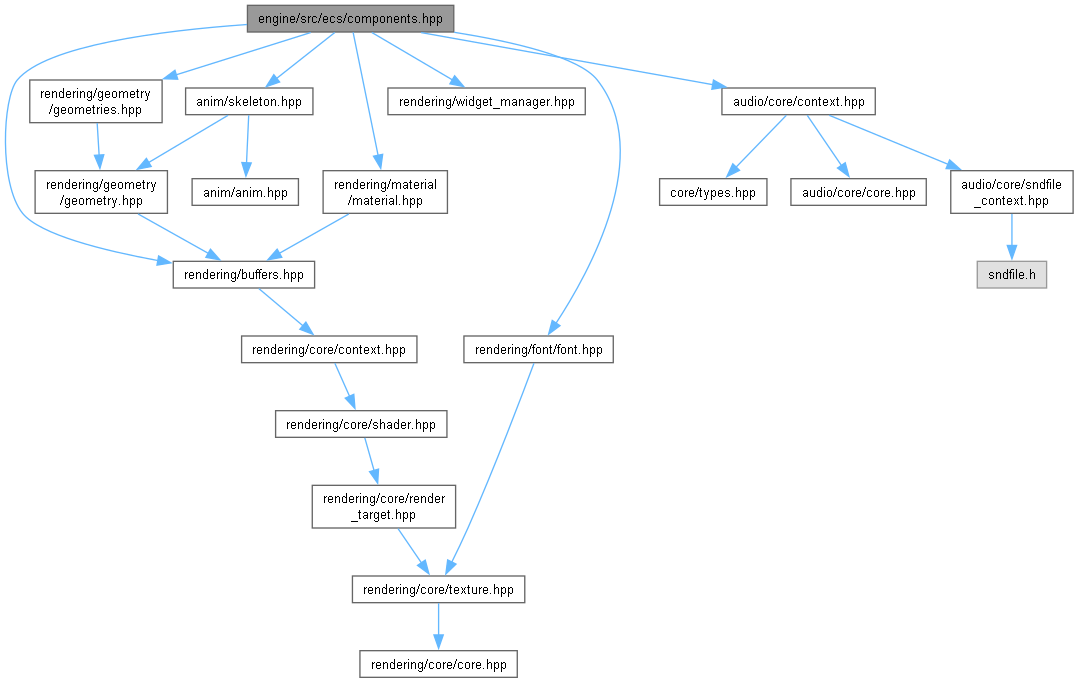 engine/src/ecs/components.hpp
rendering/geometry
/geometries.hpp
anim/skeleton.hpp
rendering/widget_manager.hpp
audio/core/context.hpp
rendering/geometry
/geometry.hpp
anim/anim.hpp
rendering/material
/material.hpp
core/types.hpp
audio/core/core.hpp
audio/core/sndfile
_context.hpp
rendering/buffers.hpp
sndfile.h
rendering/core/context.hpp
rendering/font/font.hpp
rendering/core/shader.hpp
rendering/core/render
_target.hpp
rendering/core/texture.hpp
rendering/core/core.hpp